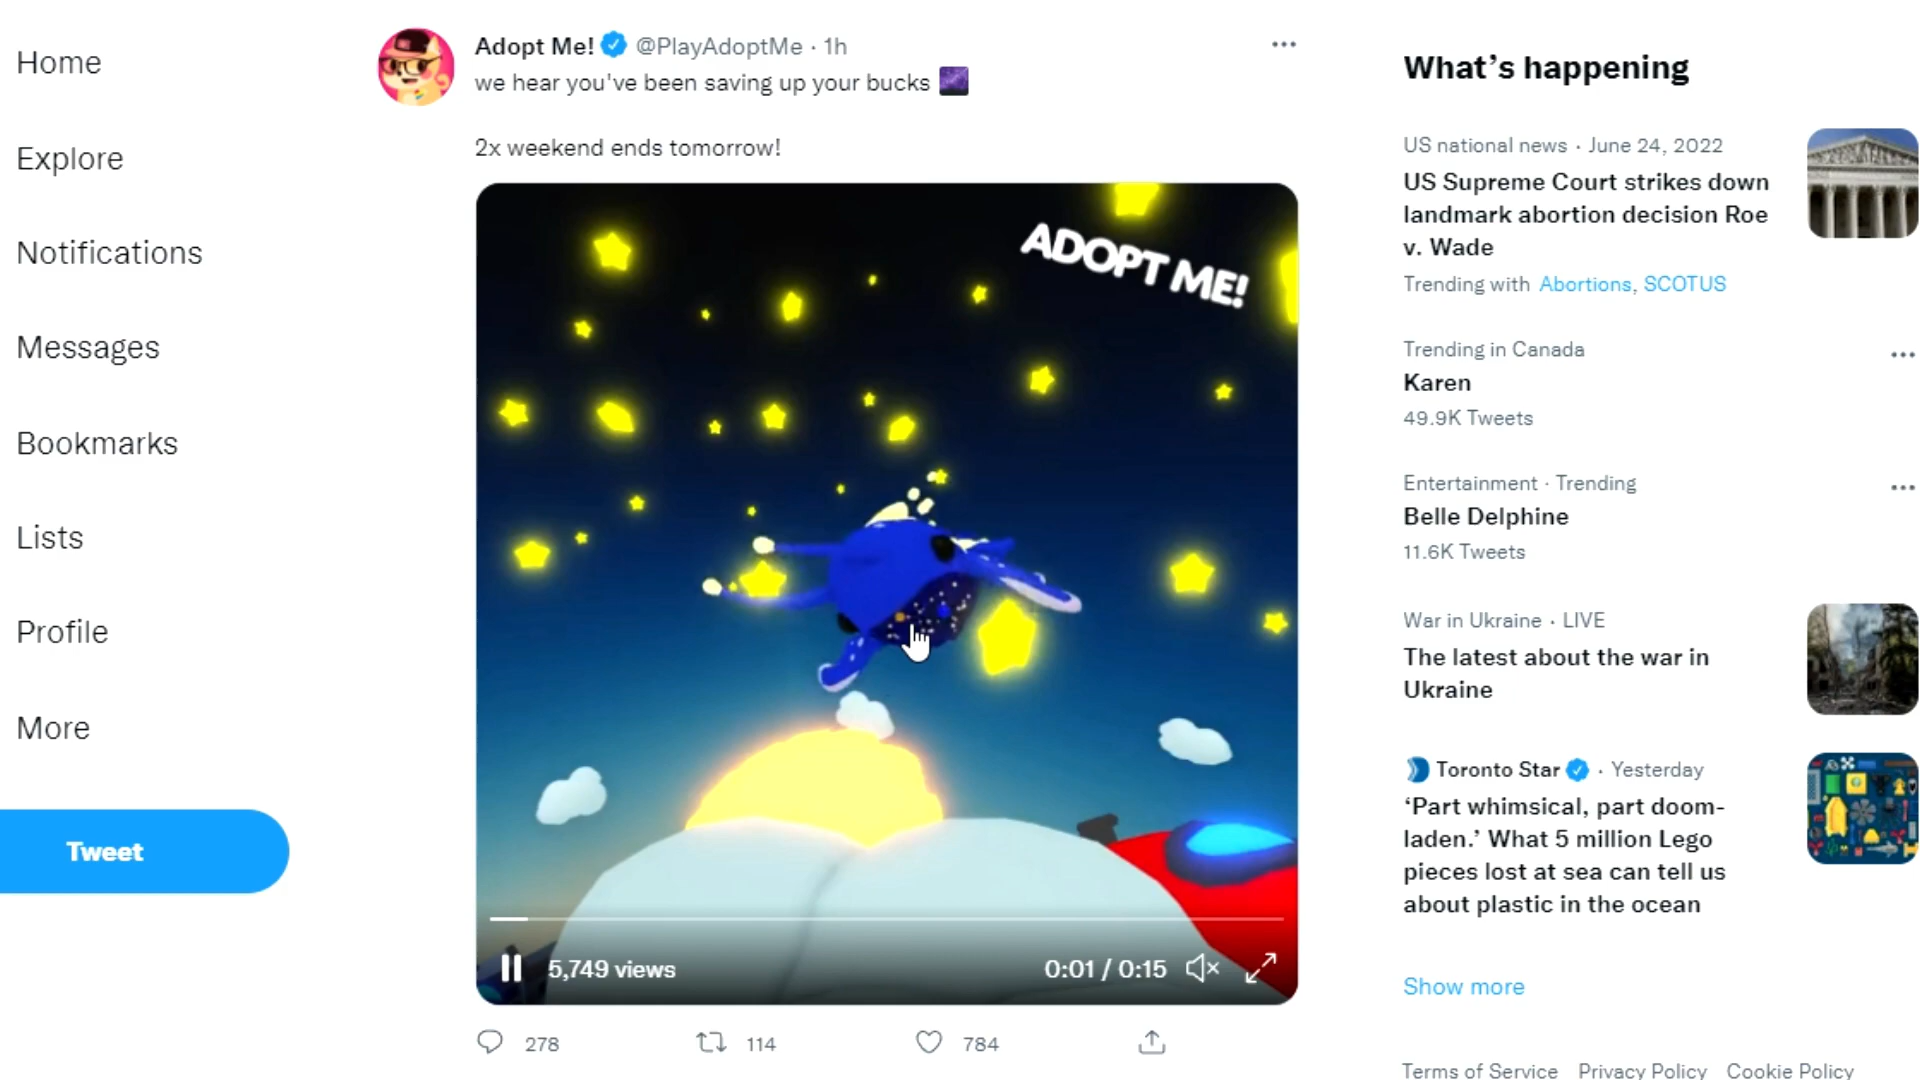 Home
Explore
Notifications
Messages
Bookmarks
Lists
Profile
More
Tweet
Adopt Me! @PlayAdoptMe · 1h
we hear you've been saving up your bucks
2x weekend ends tomorrow!
ADOPT ME!
5,749 views
0:01 / 0:15
278
114
784
What's happening
US national news · June 24, 2022
US Supreme Court strikes down
landmark abortion decision Roe
v. Wade
Trending with Abortions, SCOTUS
Trending in Canada
Karen
49.9K Tweets
Entertainment · Trending
Belle Delphine
11.6K Tweets
War in Ukraine · LIVE
The latest about the war in
Ukraine
Toronto Star · Yesterday
‘Part whimsical, part doom-
laden.’ What 5 million Lego
pieces lost at sea can tell us
about plastic in the ocean
Show more
Terms of Service Privacy Policy Cookie Policy